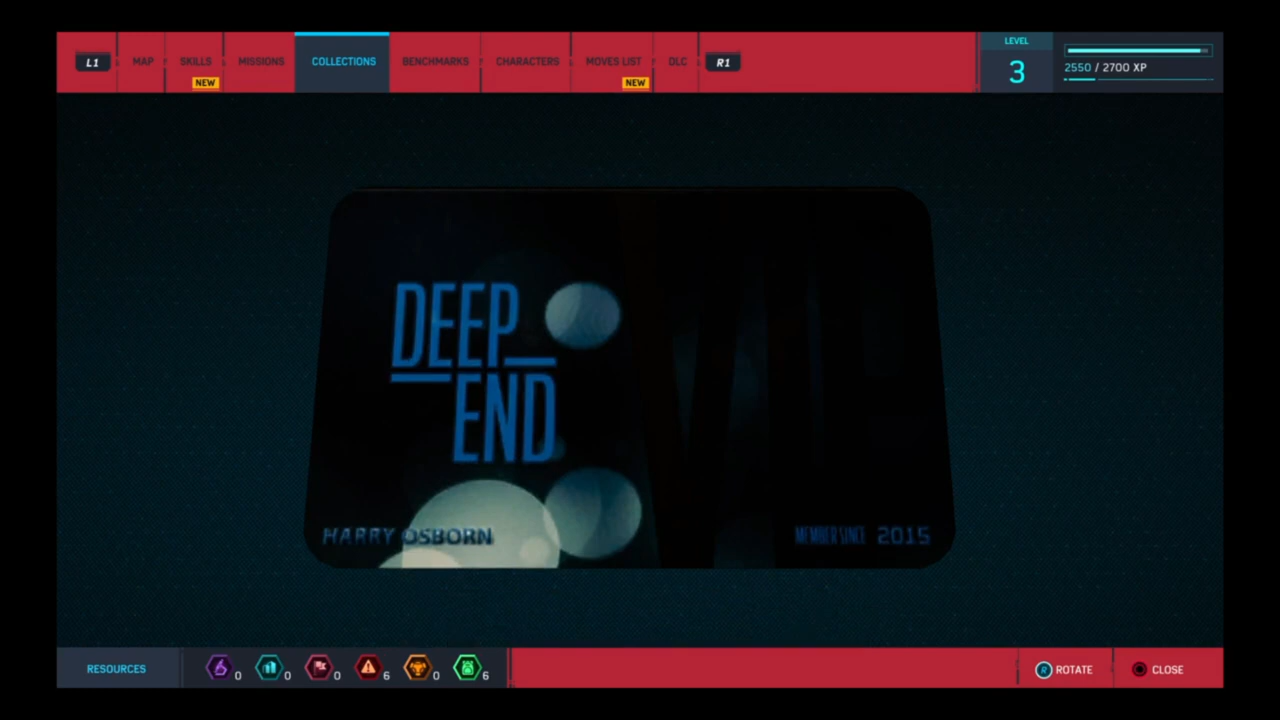 L1 MAP SKILLS MISSIONS COLLECTIONS BENCHMARKS CHARACTERS MOVES LIST DLC R1
NEW NEW
LEVEL
3
2550 / 2700 XP
DEEP_
END
HARRY OSBORN
MEMBER SINCE 2015
RESOURCES 0 0 0 6 0 6
R ROTATE CLOSE